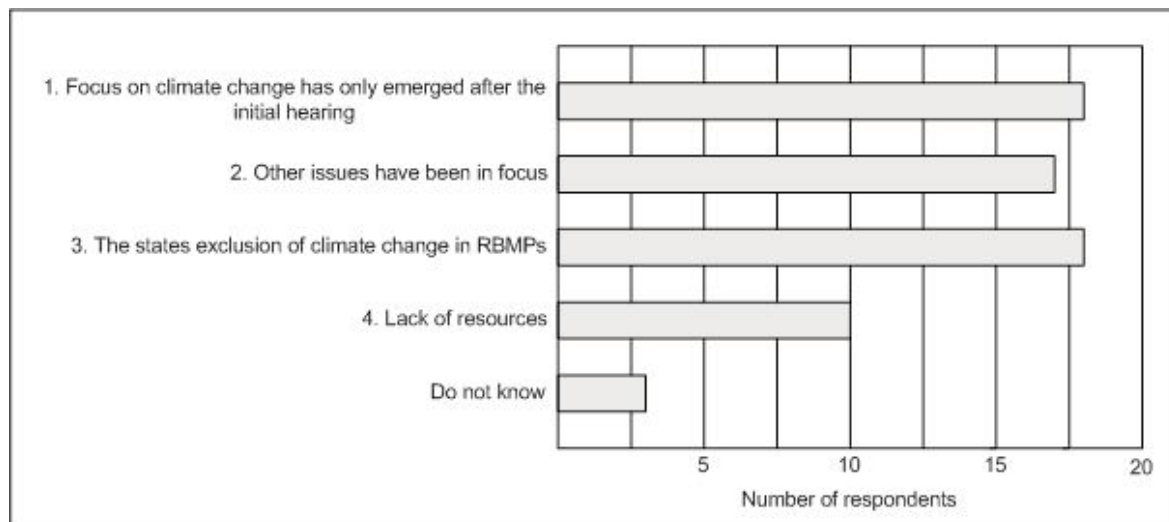 1. Focus on climate change has only emerged after the
initial hearing
2. Other issues have been in focus
3. The states exclusion of climate change in RBMPs
4. Lack of resources
Do not know
5 10 15 20
Number of respondents